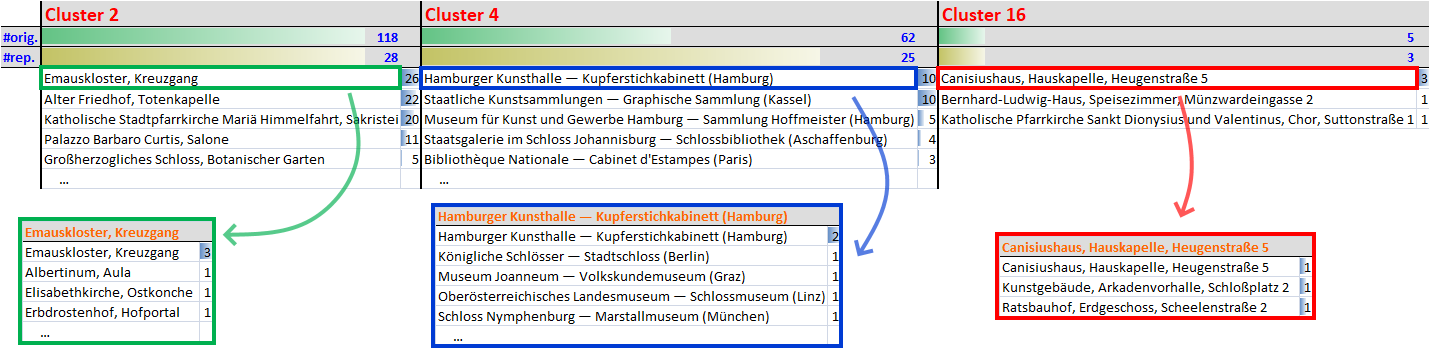 Cluster 2 Cluster 4 Cluster 16
#orig. 118 62 5
#rep. 28 25 3
Emauskloster, Kreuzgang 26 Hamburger Kunsthalle — Kupferstichkabinett (Hamburg) 10 Canisiushaus, Hauskapelle, Heugenstraße 5 3
Alter Friedhof, Totenkapelle 22 Staatliche Kunstsammlungen — Graphische Sammlung (Kassel) 10 Bernhard-Ludwig-Haus, Speisezimmer, Münzwardeingasse 2 1
Katholische Stadtpfarrkirche Mariä Himmelfahrt, Sakristei 20 Museum für Kunst und Gewerbe Hamburg — Sammlung Hoffmeister (Hamburg) 5 Katholische Pfarrkirche Sankt Dionysius und Valentinus, Chor, Suttonstraße 1 1
Palazzo Barbaro Curtis, Salone 11 Staatsgalerie im Schloss Johannisburg — Schlossbibliothek (Aschaffenburg) 4
Großherzogliches Schloss, Botanischer Garten 5 Bibliothèque Nationale — Cabinet d'Estampes (Paris) 3
... ...
Emauskloster, Kreuzgang
Emauskloster, Kreuzgang 3
Albertinum, Aula 1
Elisabethkirche, Ostkonche 1
Erbdrostenhof, Hofportal 1
...
Hamburger Kunsthalle — Kupferstichkabinett (Hamburg)
Hamburger Kunsthalle — Kupferstichkabinett (Hamburg) 2
Königliche Schlösser — Stadtschloss (Berlin) 1
Museum Joanneum — Volkskundemuseum (Graz) 1
Oberösterreichisches Landesmuseum — Schlossmuseum (Linz) 1
Schloss Nymphenburg — Marstallmuseum (München) 1
...
Canisiushaus, Hauskapelle, Heugenstraße 5
Canisiushaus, Hauskapelle, Heugenstraße 5 1
Kunstgebäude, Arkadenvorhalle, Schloßplatz 2 1
Ratsbauhof, Erdgeschoss, Scheelenstraße 2 1